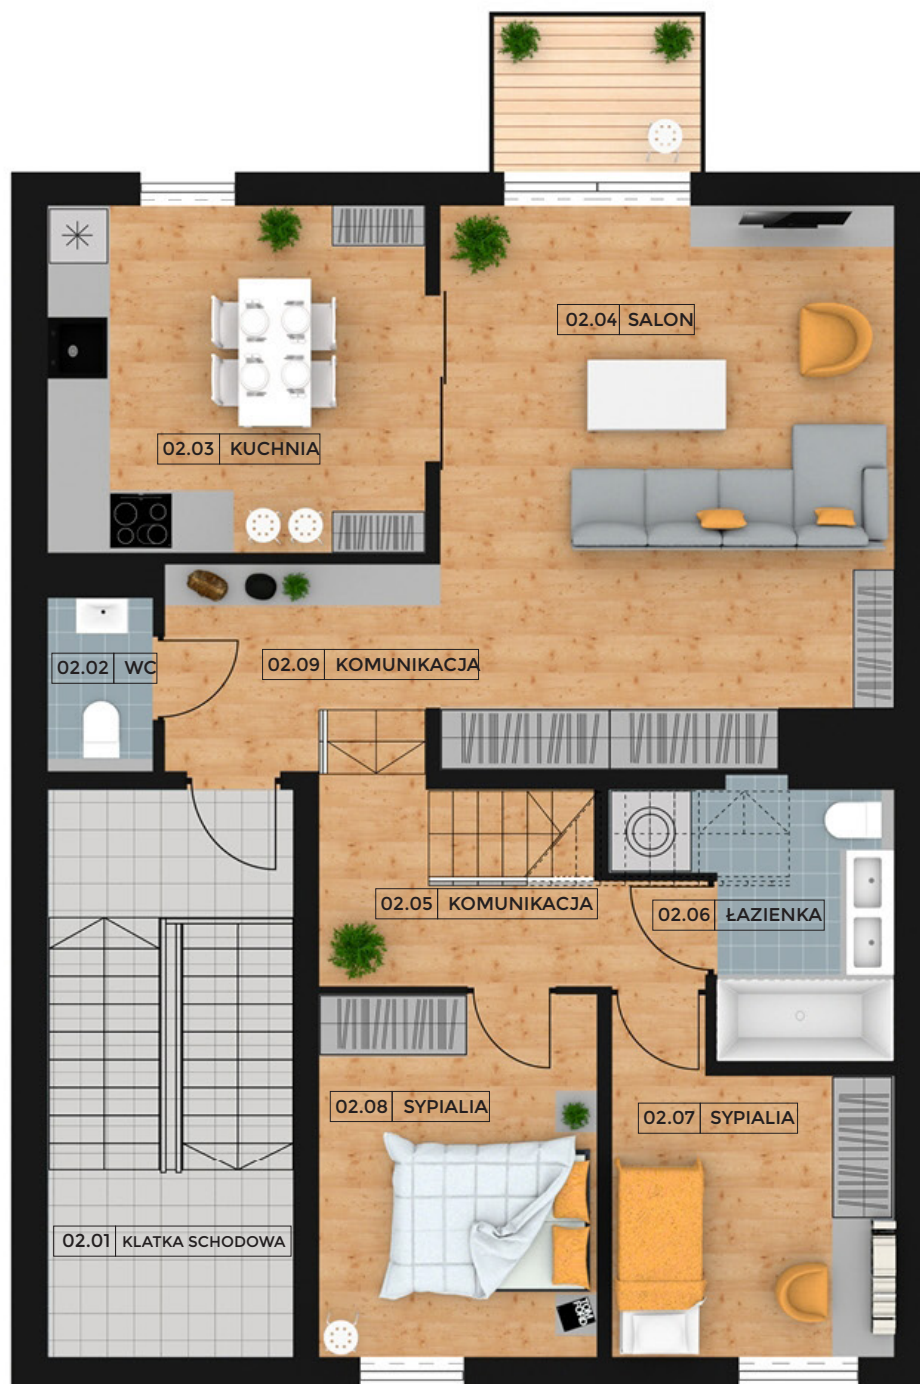 02.04 SALON
02.03 KUCHNIA
02.02 WC
02.09 KOMUNIKACJA
02.05 KOMUNIKACJA
02.06 ŁAZIENKA
02.08 SYPIALIA
02.07 SYPIALIA
02.01 KLATKA SCHODOWA